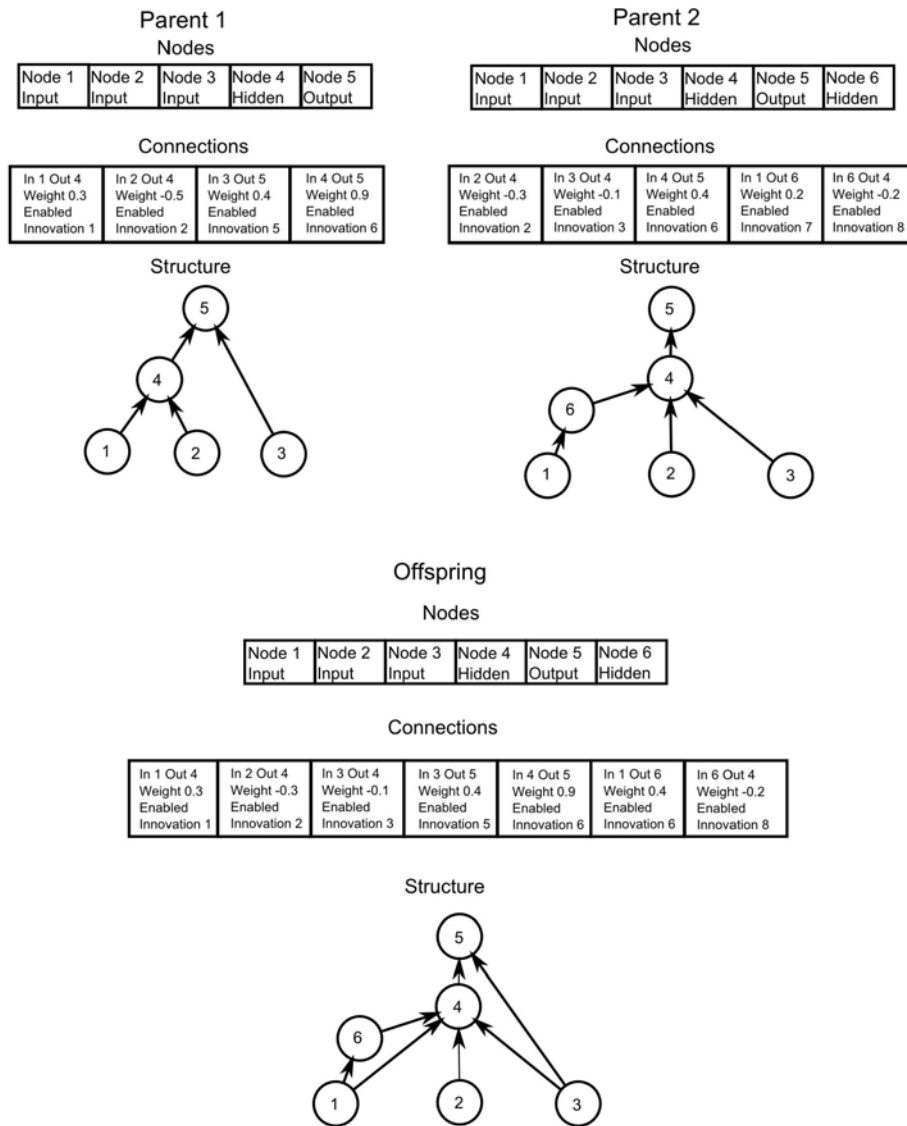 Parent 1
Nodes
Node 1 Node 2 Node 3 Node 4 Node 5
Input Input Input Hidden Output
Connections
In 1 Out 4 In 2 Out 4 In 3 Out 5 In 4 Out 5
Weight 0.3 Weight -0.5 Weight 0.4 Weight 0.9
Enabled Enabled Enabled Enabled
Innovation 1 Innovation 2 Innovation 5 Innovation 6
Structure
5
4
1 2 3
Parent 2
Nodes
Node 1 Node 2 Node 3 Node 4 Node 5 Node 6
Input Input Input Hidden Output Hidden
Connections
In 2 Out 4 In 3 Out 4 In 4 Out 5 In 1 Out 6 In 6 Out 4
Weight -0.3 Weight -0.1 Weight 0.4 Weight 0.2 Weight -0.2
Enabled Enabled Enabled Enabled Enabled
Innovation 2 Innovation 3 Innovation 6 Innovation 7 Innovation 8
Structure
5
4
6
1 2 3
Offspring
Nodes
Node 1 Node 2 Node 3 Node 4 Node 5 Node 6
Input Input Input Hidden Output Hidden
Connections
In 1 Out 4 In 2 Out 4 In 3 Out 4 In 3 Out 5 In 4 Out 5 In 1 Out 6 In 6 Out 4
Weight 0.3 Weight -0.3 Weight -0.1 Weight 0.4 Weight 0.9 Weight 0.4 Weight -0.2
Enabled Enabled Enabled Enabled Enabled Enabled Enabled
Innovation 1 Innovation 2 Innovation 3 Innovation 5 Innovation 6 Innovation 6 Innovation 8
Structure
5
4
6
1 2 3